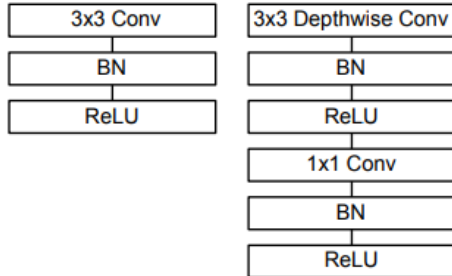 3x3 Conv
BN
ReLU
3x3 Depthwise Conv
BN
ReLU
1x1 Conv
BN
ReLU